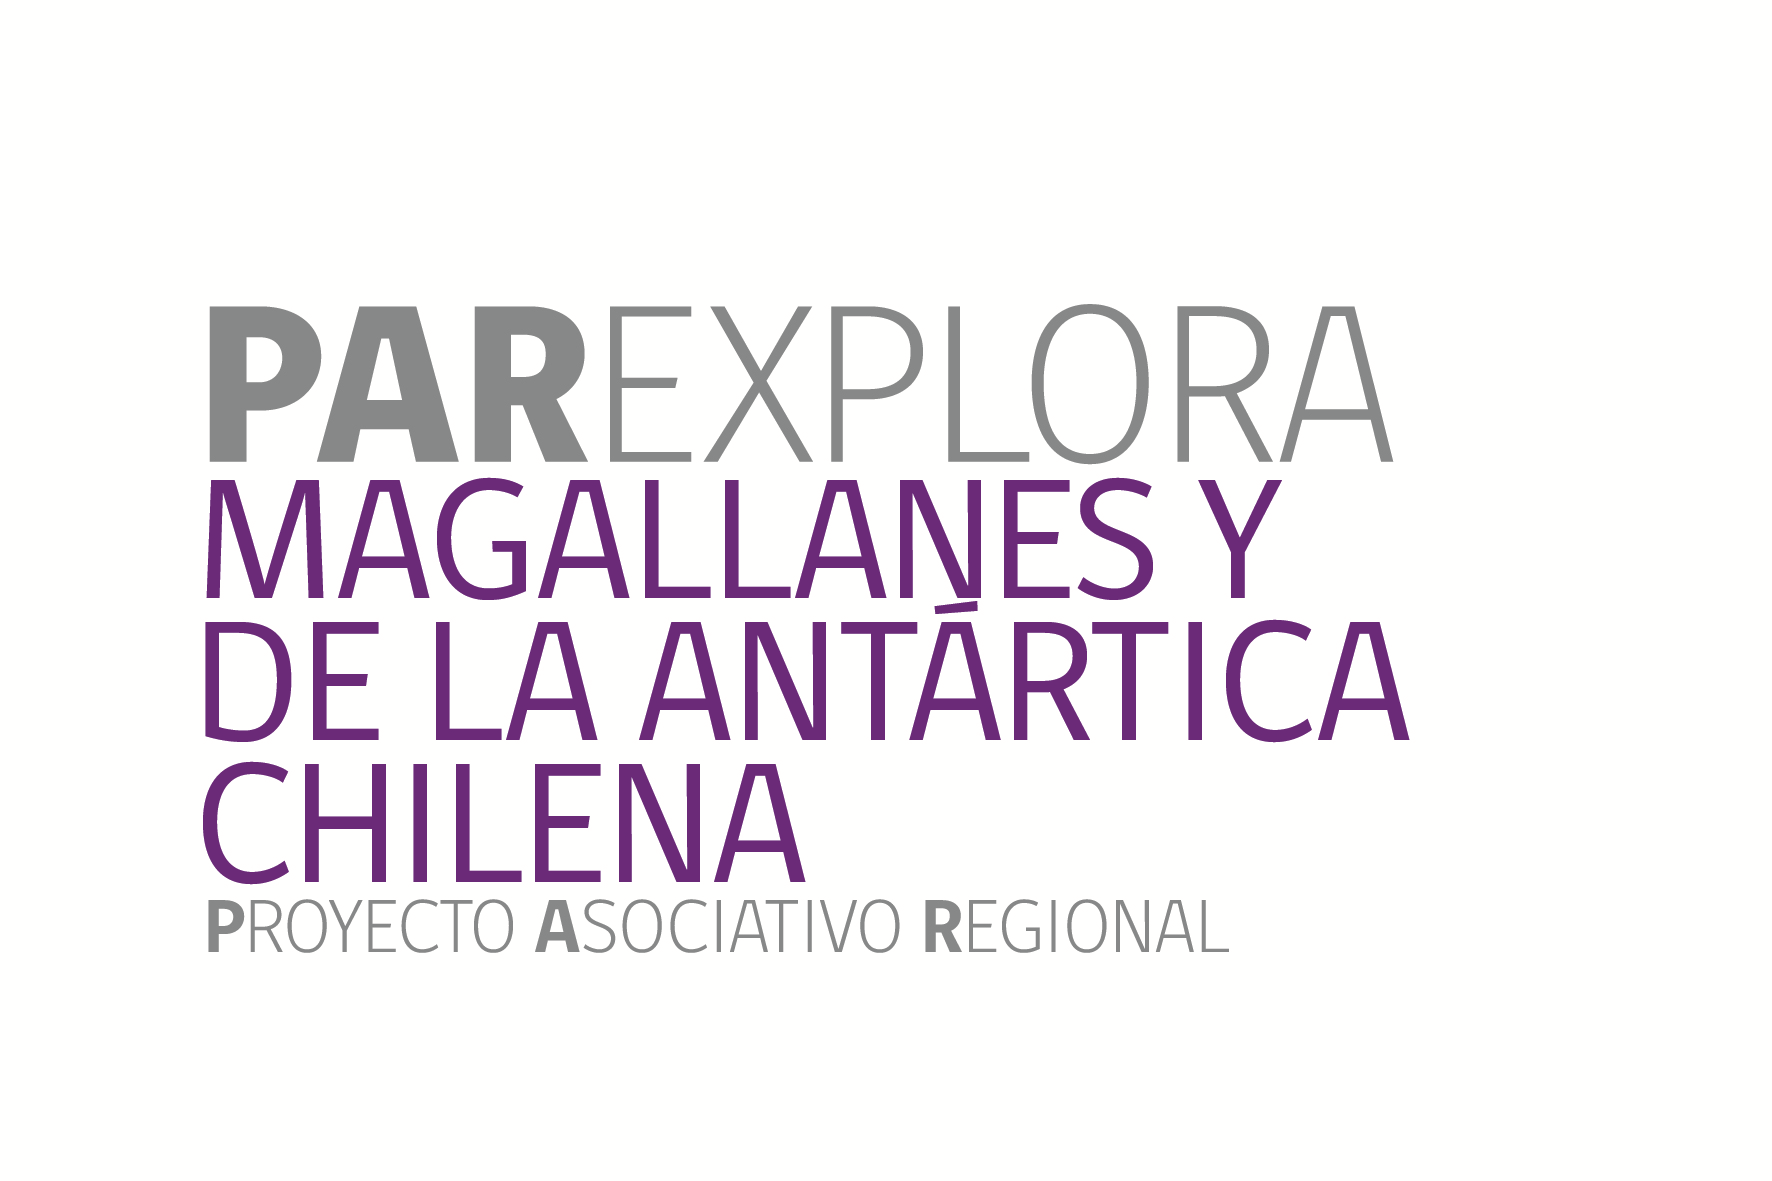 PAREXPLORA
MAGALLANES Y
DE LA ANTÁRTICA
CHILENA
PROYECTO ASOCIATIVO REGIONAL